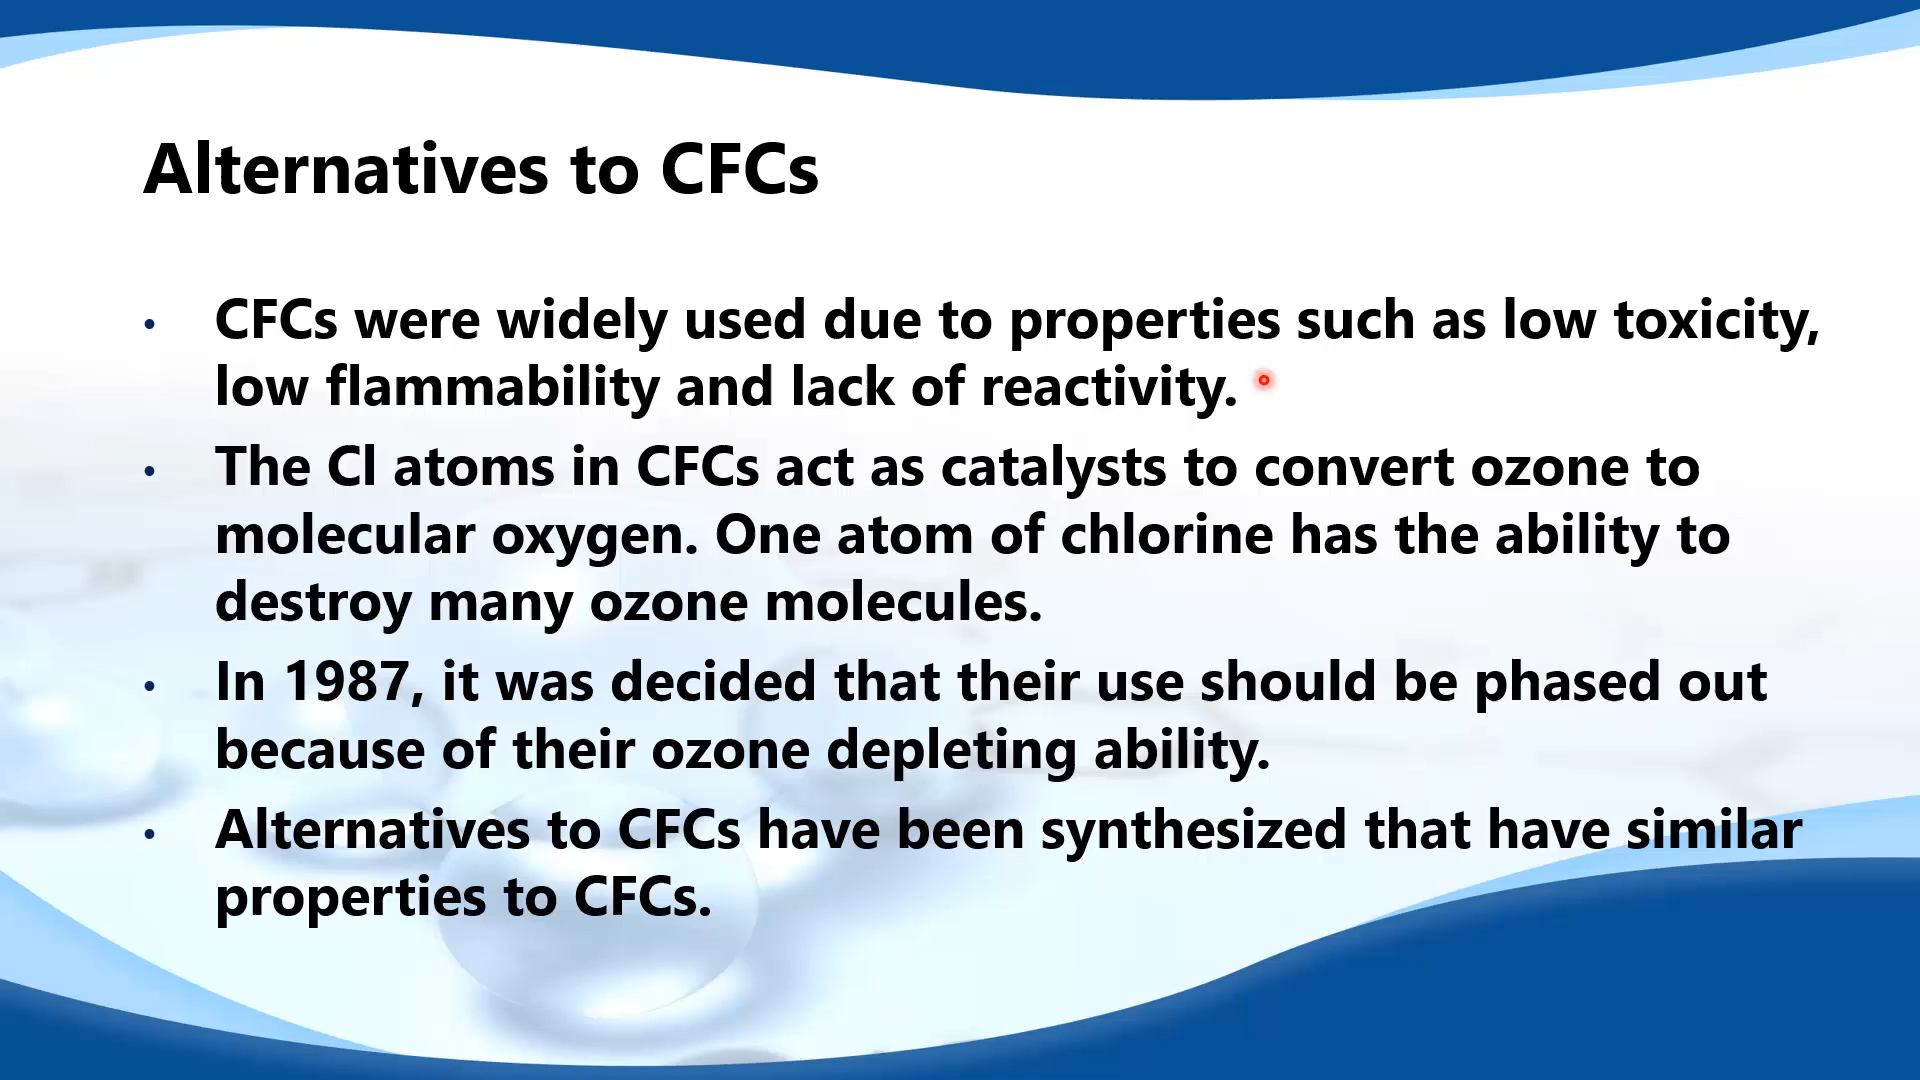 Alternatives to CFCs
• CFCs were widely used due to properties such as low toxicity,
low flammability and lack of reactivity.
• The Cl atoms in CFCs act as catalysts to convert ozone to
molecular oxygen. One atom of chlorine has the ability to
destroy many ozone molecules.
• In 1987, it was decided that their use should be phased out
because of their ozone depleting ability.
• Alternatives to CFCs have been synthesized that have similar
properties to CFCs.